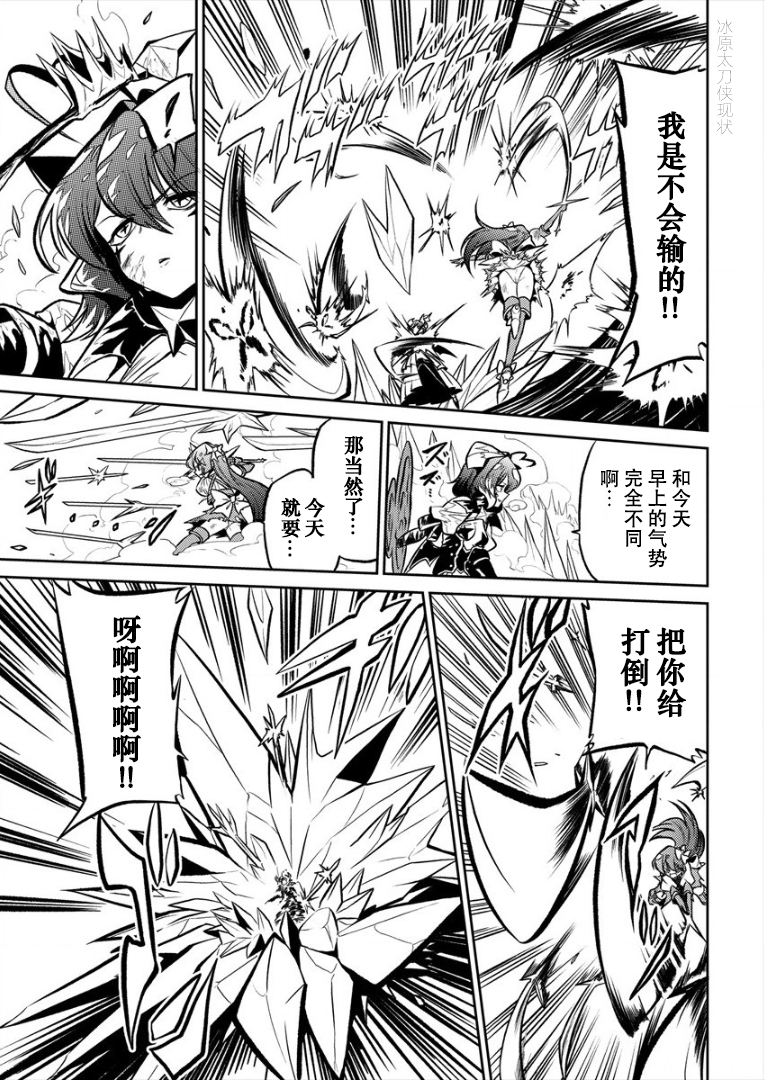 冰原太刀侠现状
我是不会输的!!
和今天
早上的气势
完全不同
啊…
那当然了…
今天
就要…
把你给
打倒!!
呀啊啊啊啊!!